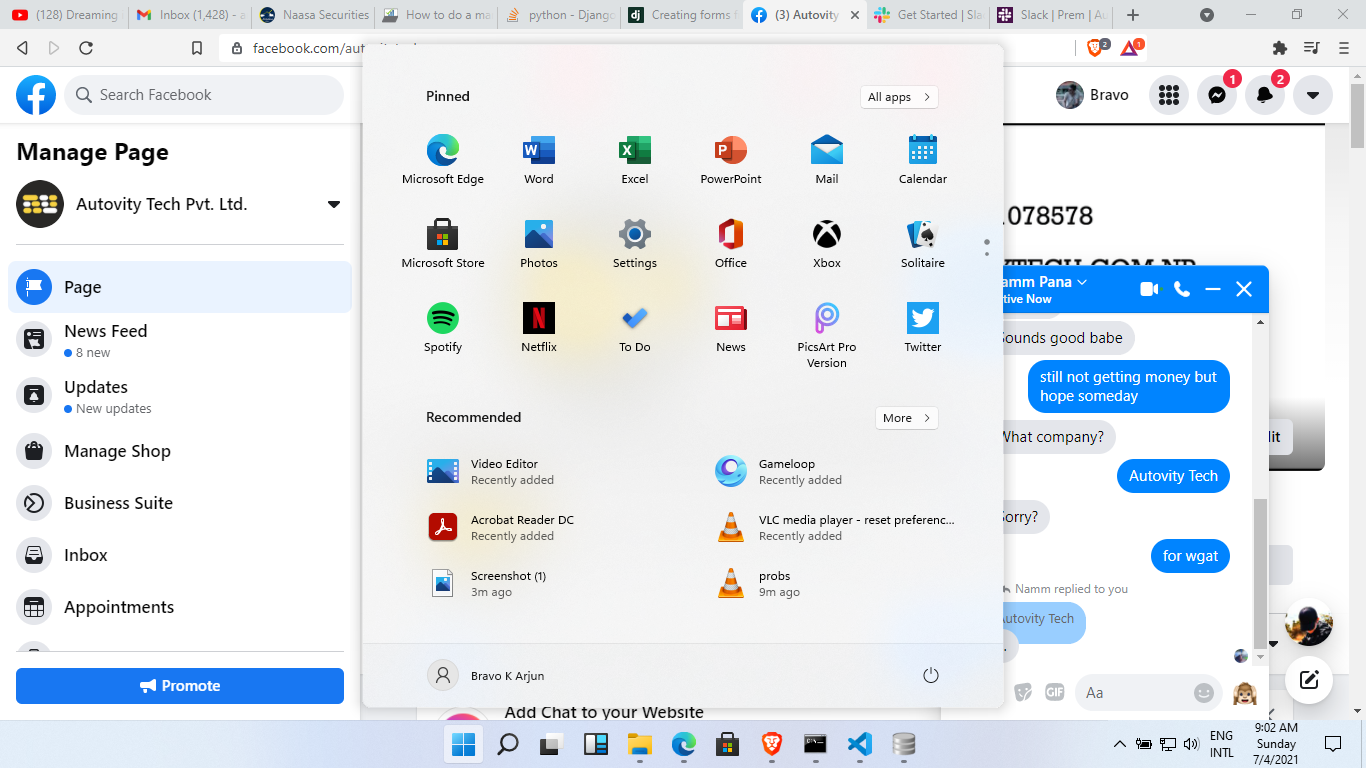 (128) Dreaming
Inbox (1,428) - a
Naasa Securities
How to do a ma
python - Djang
Creating forms f
(3) Autovity
Get Started | Sla
Slack | Prem | Au
facebook.com/
2
1
Search Facebook
Bravo
1
2
Manage Page
Autovity Tech Pvt. Ltd.
Page
News Feed
8 new
Updates
New updates
Manage Shop
Business Suite
Inbox
Appointments
Promote
Pinned
All apps
Microsoft Edge
Word
Excel
PowerPoint
Mail
Calendar
Microsoft Store
Photos
Settings
Office
Xbox
Solitaire
Spotify
Netflix
To Do
News
PicsArt Pro
Version
Twitter
Recommended
More
Video Editor
Recently added
Gameloop
Recently added
Acrobat Reader DC
Recently added
VLC media player - reset preferenc...
Recently added
Screenshot (1)
3m ago
probs
9m ago
Bravo K Arjun
Add Chat to your Website
078578
.COM.NP
amm Pana
tive Now
Sounds good babe
still not getting money but
hope someday
What company?
Autovity Tech
Sorry?
for wgat
Namm replied to you
Autovity Tech
GIF
Aa
dit
ENG
INTL
9:02 AM
Sunday
7/4/2021